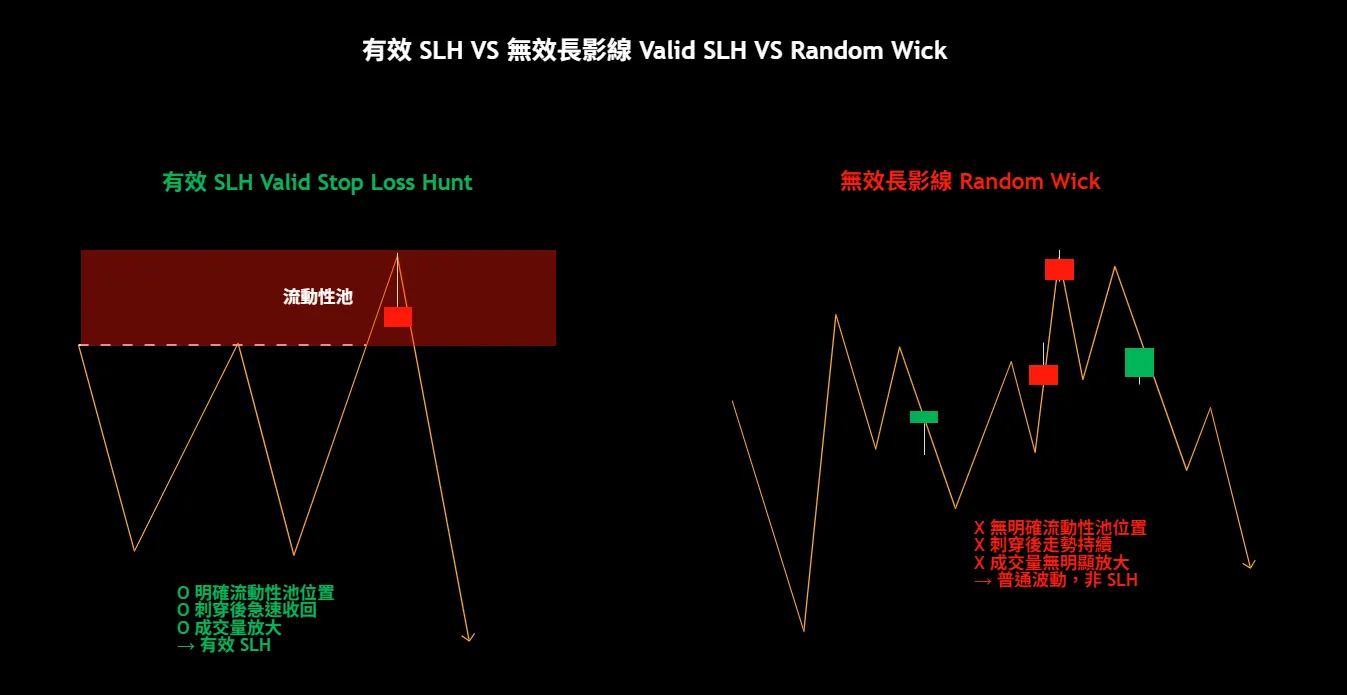 有效 SLH VS 無效長影線 Valid SLH VS Random Wick
有效 SLH Valid Stop Loss Hunt
流動性池
O 明確流動性池位置
O 刺穿後急速收回
O 成交量放大
→ 有效 SLH
無效長影線 Random Wick
X 無明確流動性池位置
X 刺穿後走勢持續
X 成交量無明顯放大
→ 普通波動，非 SLH